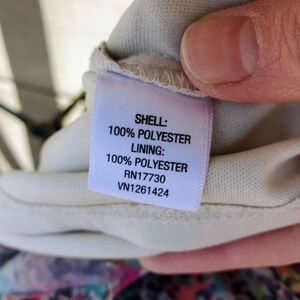 SHELL:
100% POLYESTER
LINING:
100% POLYESTER
RN17730
VN1261424